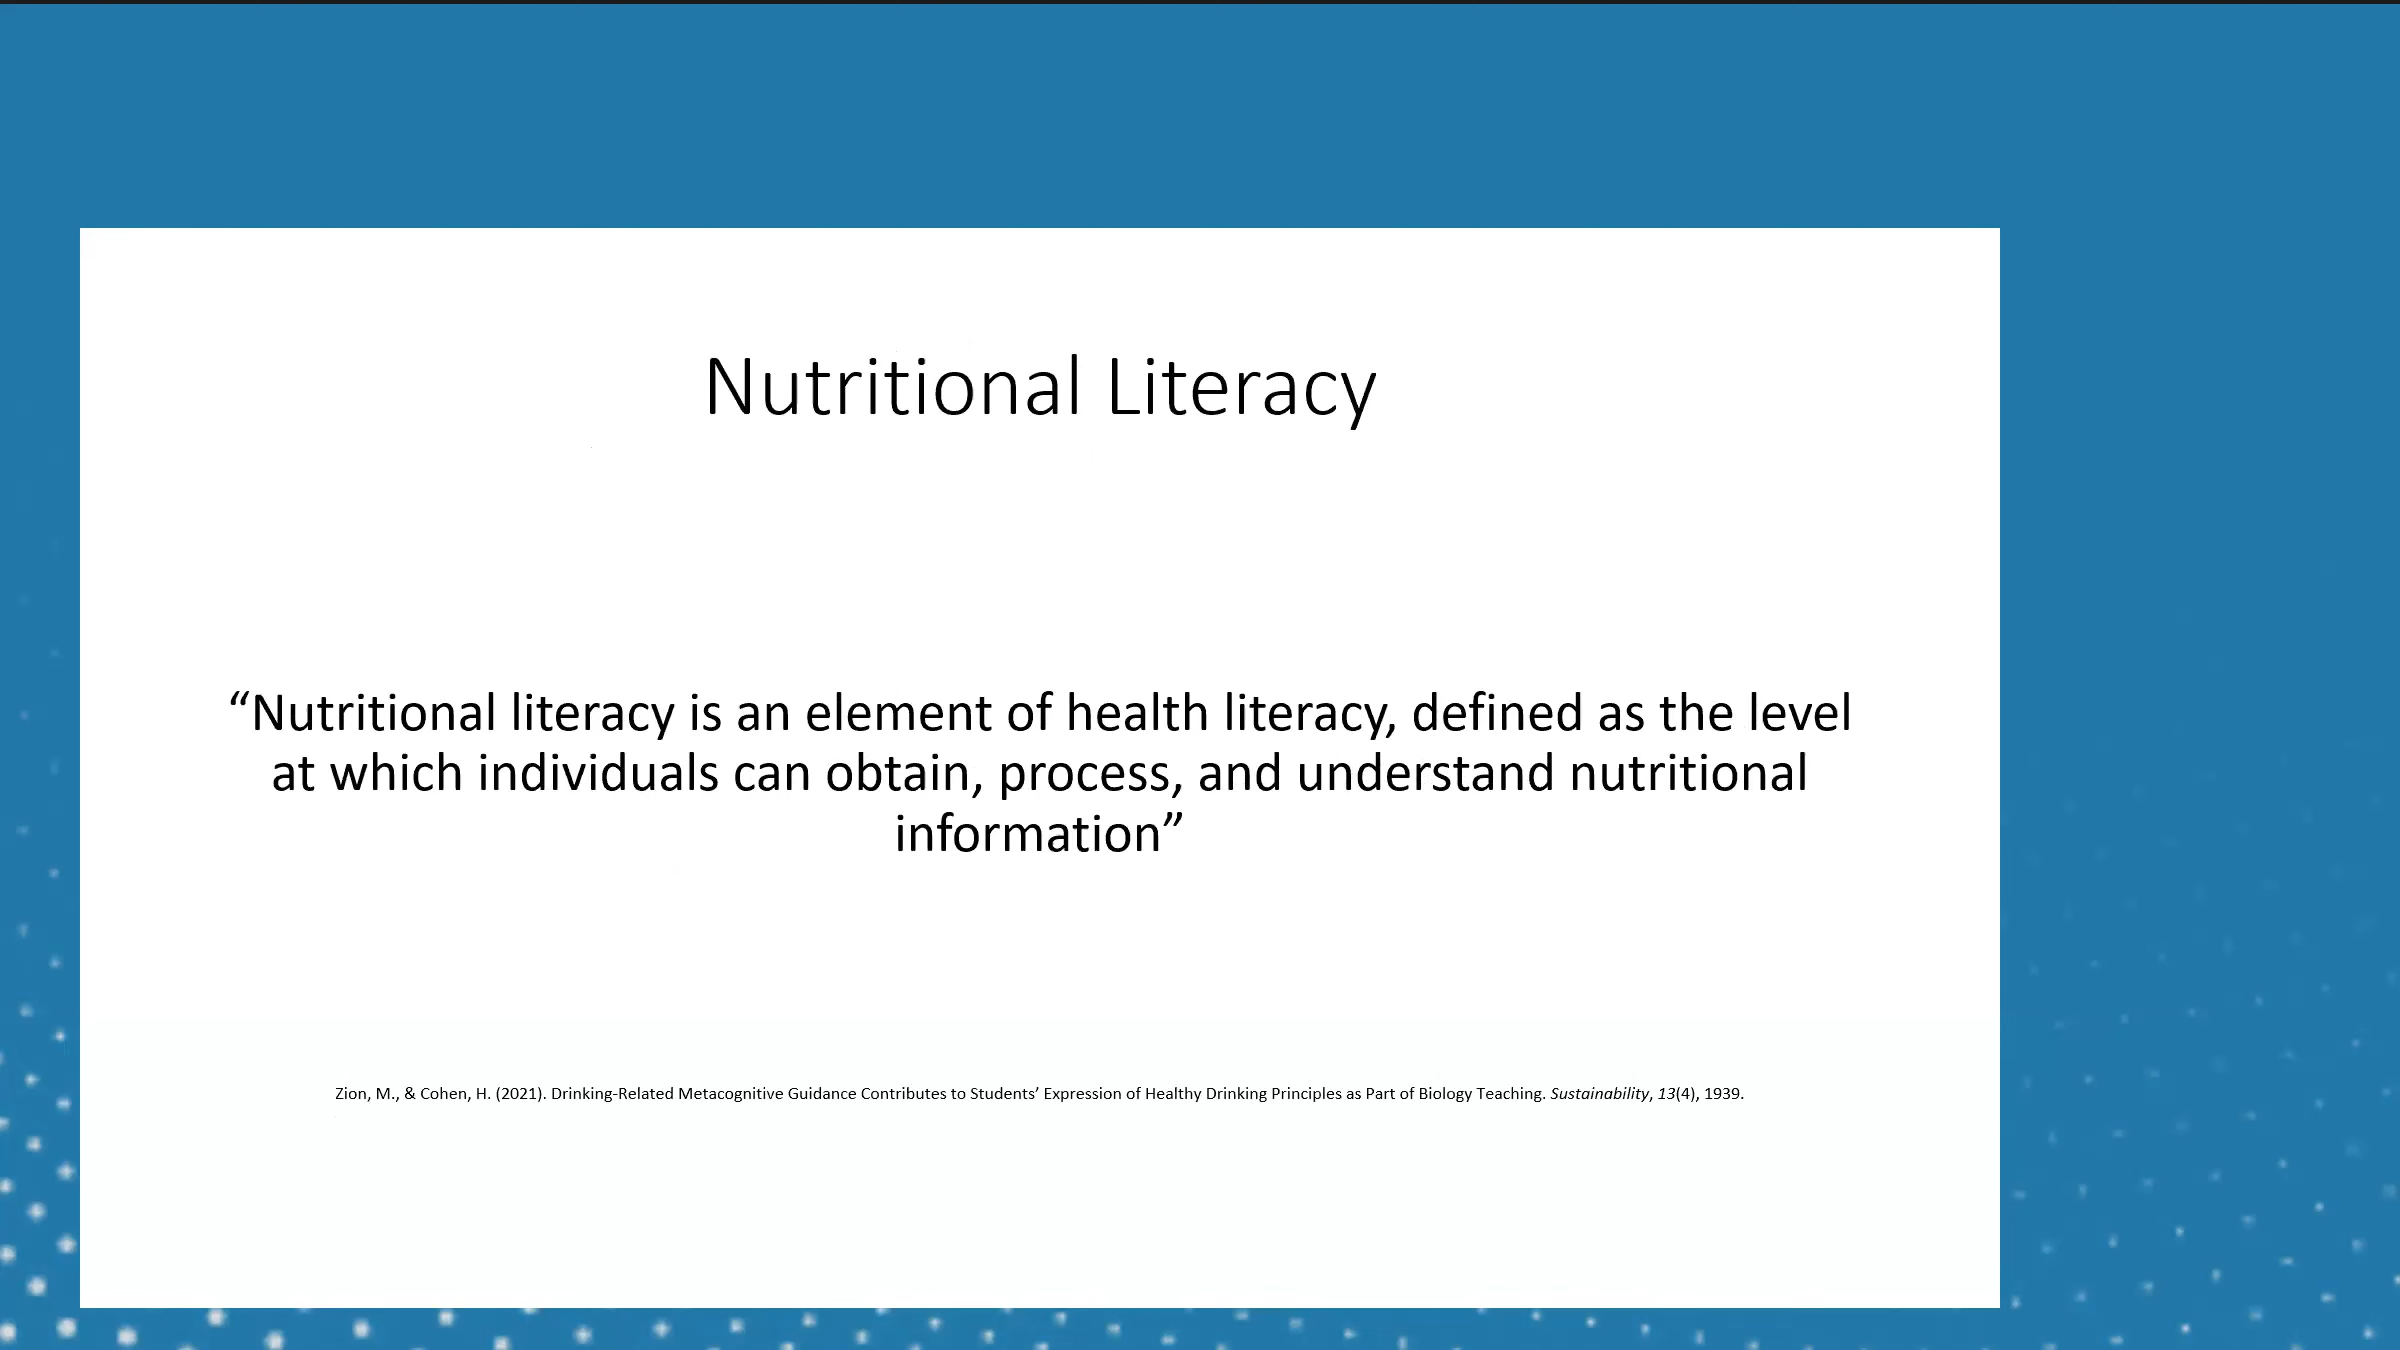 Nutritional Literacy
“Nutritional literacy is an element of health literacy, defined as the level
at which individuals can obtain, process, and understand nutritional
information”
Zion, M., & Cohen, H. (2021). Drinking-Related Metacognitive Guidance Contributes to Students’ Expression of Healthy Drinking Principles as Part of Biology Teaching. Sustainability, 13(4), 1939.